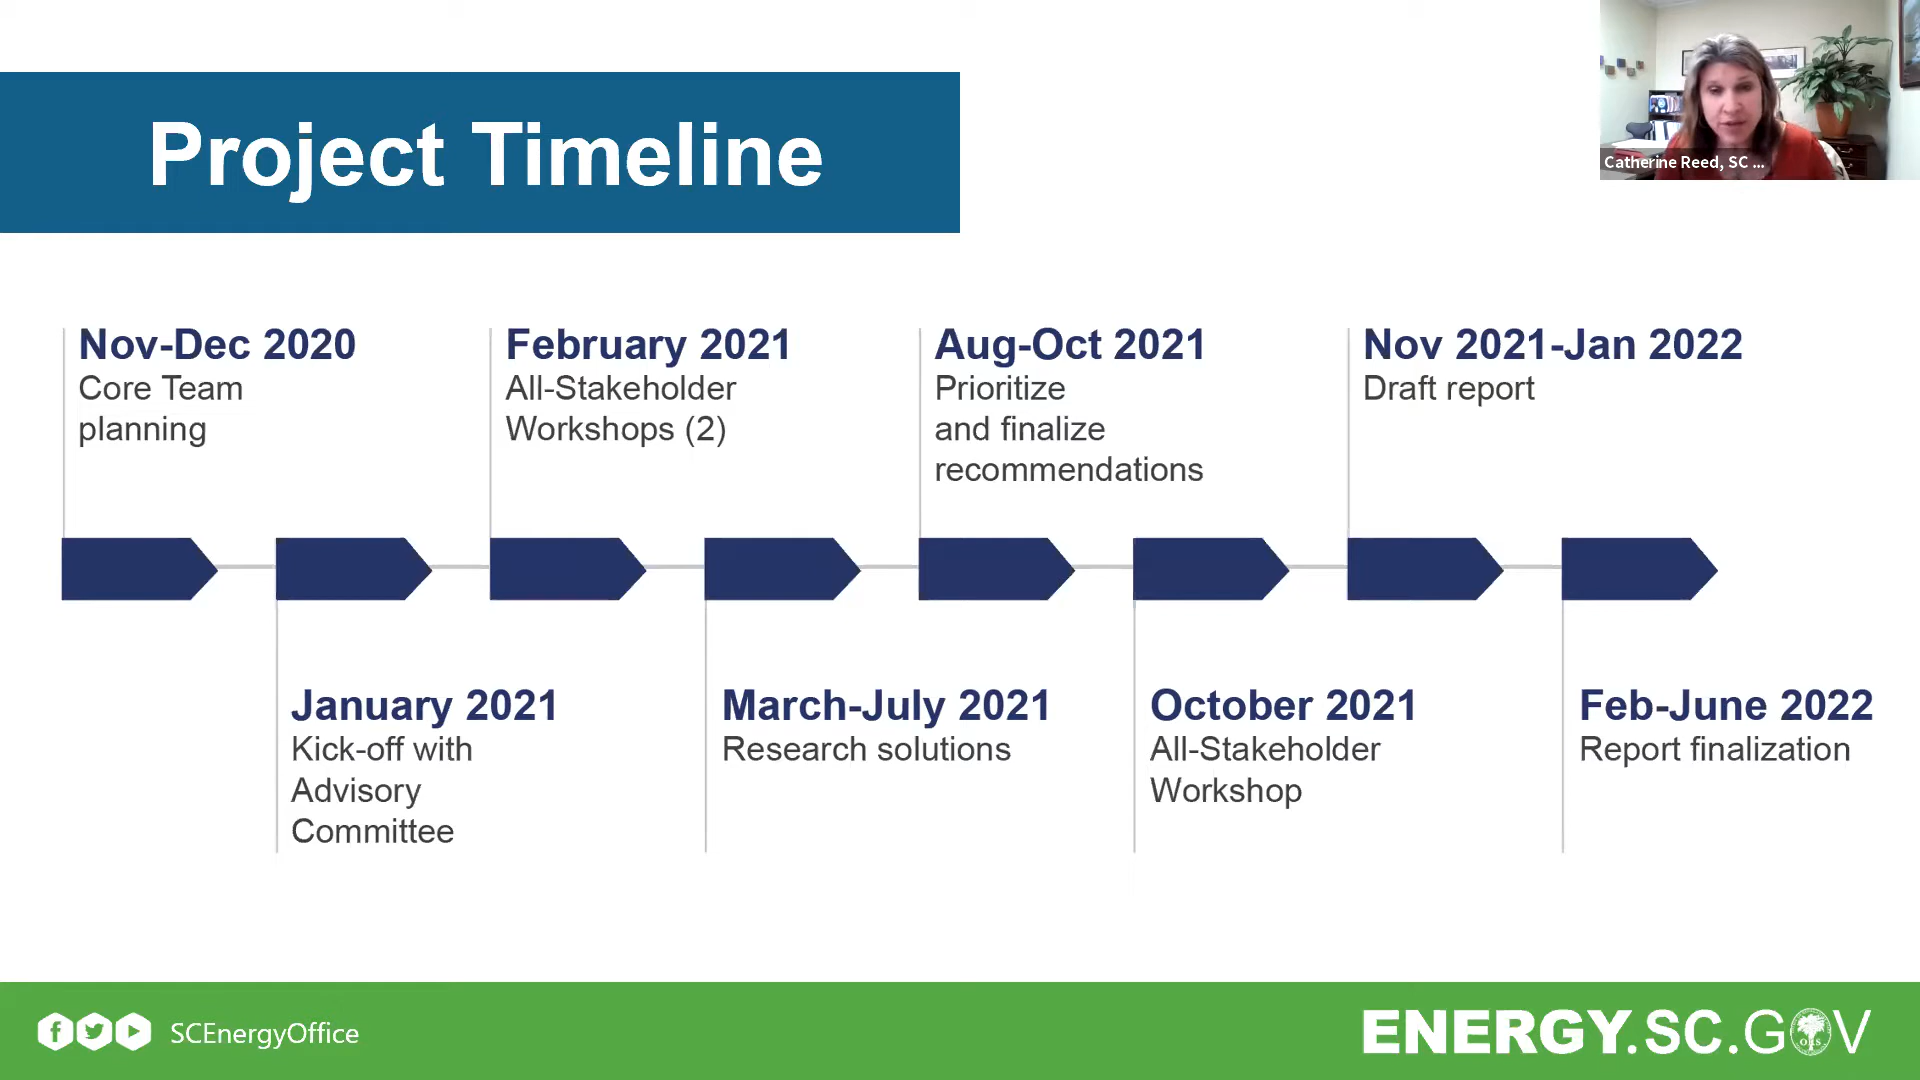 Project Timeline
Catherine Reed, SC ...
Nov-Dec 2020
Core Team
planning
February 2021
All-Stakeholder
Workshops (2)
Aug-Oct 2021
Prioritize
and finalize
recommendations
Nov 2021-Jan 2022
Draft report
January 2021
Kick-off with
Advisory
Committee
March-July 2021
Research solutions
October 2021
All-Stakeholder
Workshop
Feb-June 2022
Report finalization
SCEnergyOffice
ENERGY.SC.GOV